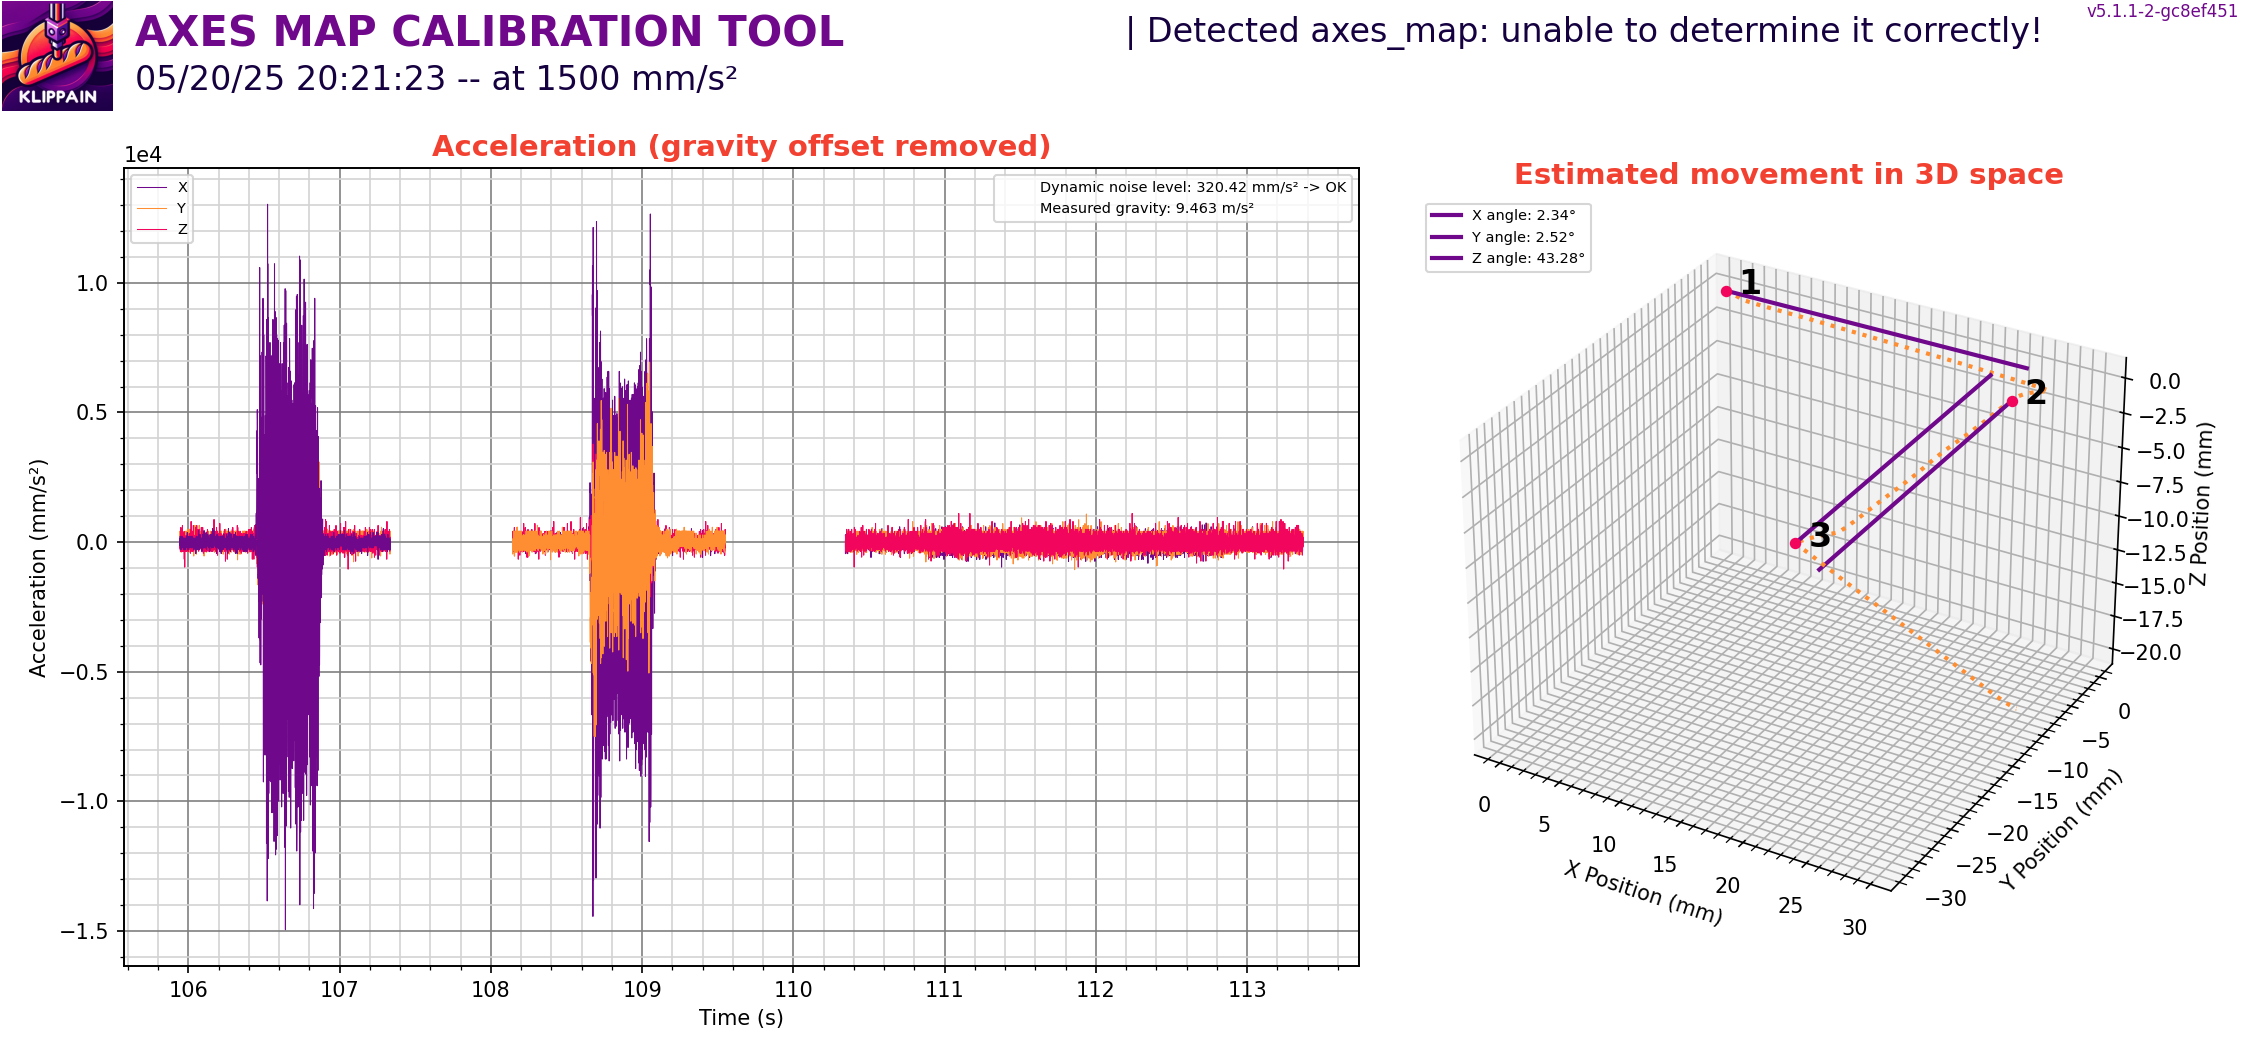 KLIPPAIN
AXES MAP CALIBRATION TOOL
05/20/25 20:21:23 -- at 1500 mm/s²
| Detected axes_map: unable to determine it correctly!
v5.1.1-2-gc8ef451
Acceleration (gravity offset removed)
1e4
X
Y
Z
Dynamic noise level: 320.42 mm/s² -> OK
Measured gravity: 9.463 m/s²
Acceleration (mm/s²)
1.0
0.5
0.0
−0.5
−1.0
−1.5
106
107
108
109
110
111
112
113
Time (s)
Estimated movement in 3D space
X angle: 2.34°
Y angle: 2.52°
Z angle: 43.28°
1
2
3
0.0
−2.5
−5.0
−7.5
−10.0
−12.5
−15.0
−17.5
−20.0
Z Position (mm)
0
−5
−10
−15
−20
−25
−30
Y Position (mm)
0
5
10
15
20
25
30
X Position (mm)